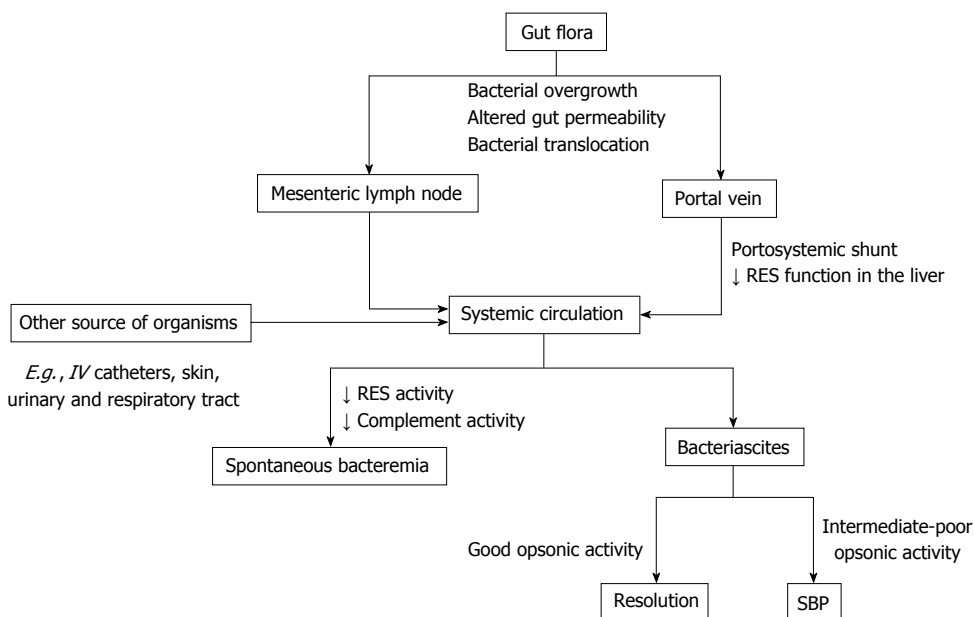 Gut flora
Bacterial overgrowth
Altered gut permeability
Bacterial translocation
Mesenteric lymph node
Portal vein
Portosystemic shunt
↓ RES function in the liver
Other source of organisms
Systemic circulation
E.g., IV catheters, skin,
urinary and respiratory tract
↓ RES activity
↓ Complement activity
Spontaneous bacteremia
Bacteriascites
Good opsonic activity
Intermediate-poor
opsonic activity
Resolution
SBP